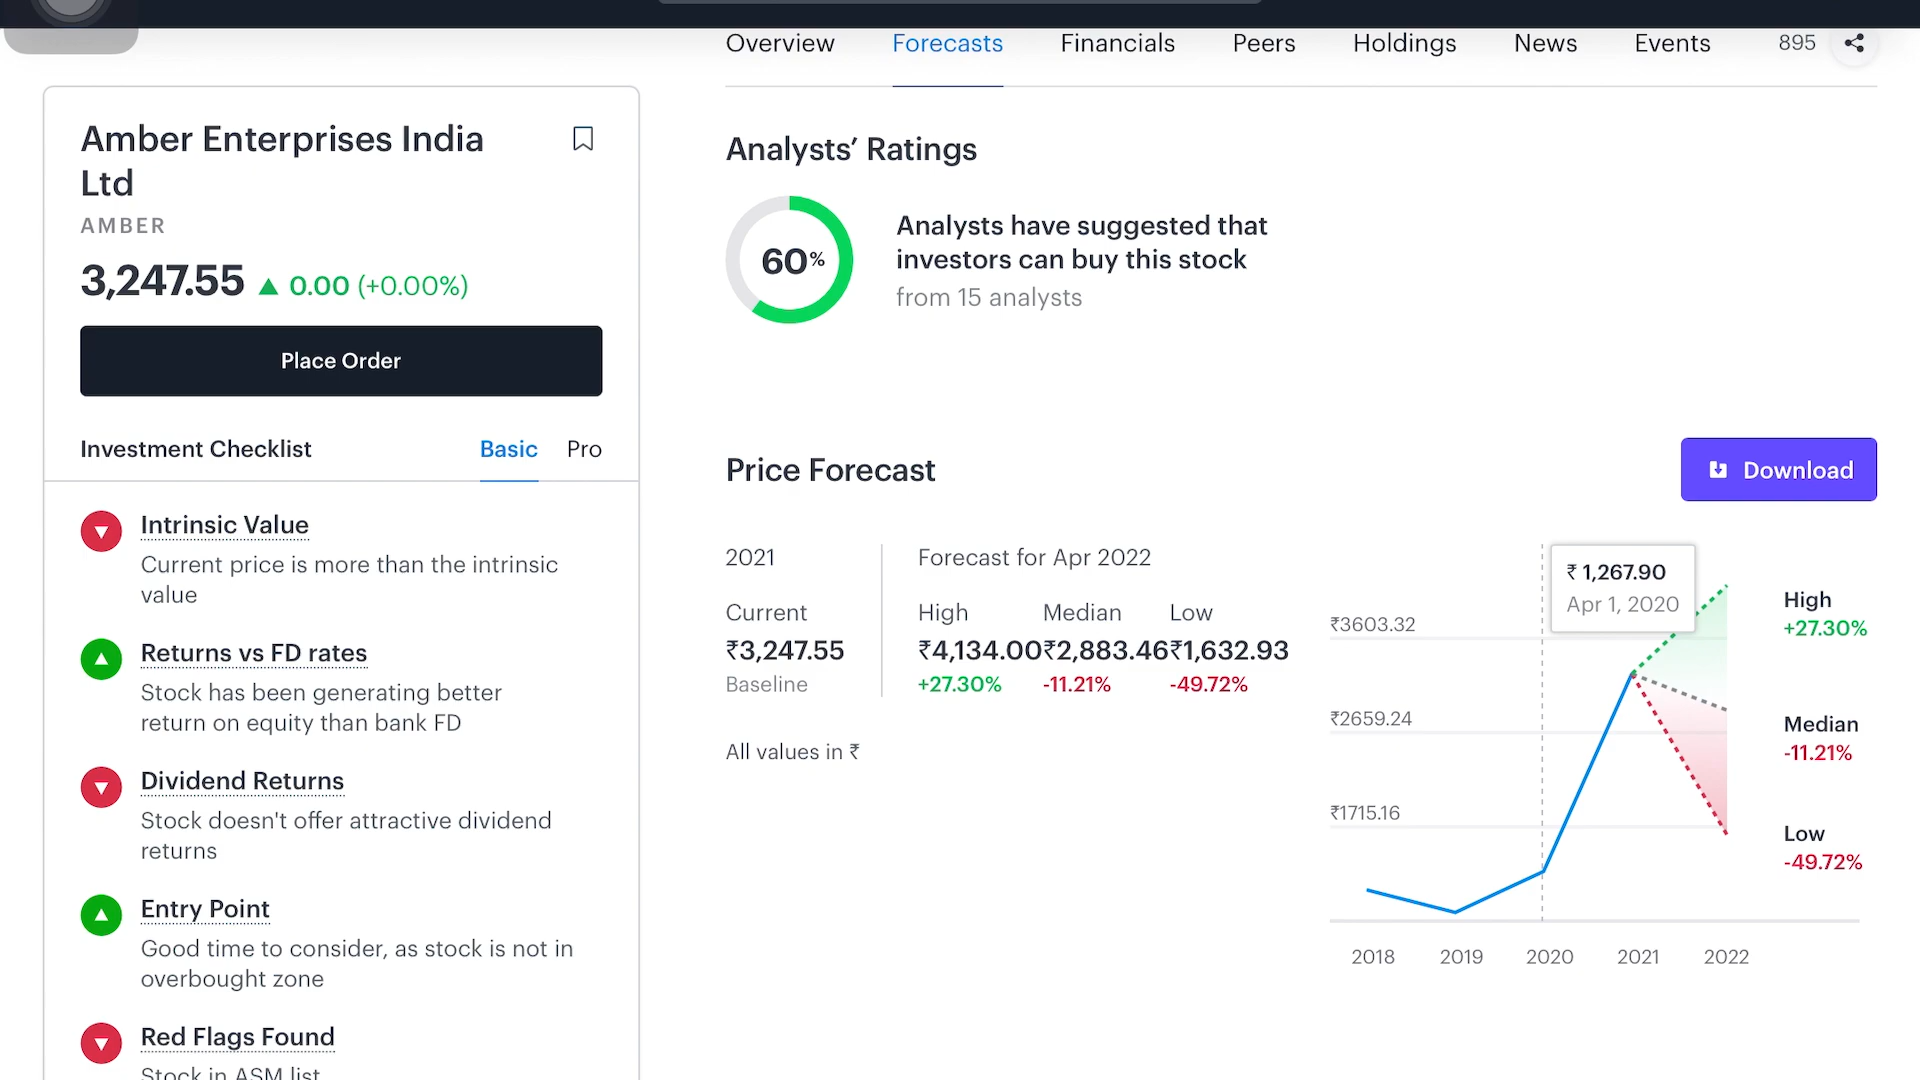 Overview Forecasts Financials Peers Holdings News Events 895
Amber Enterprises India
Ltd
AMBER
3,247.55 ▲ 0.00 (+0.00%)
Place Order
Investment Checklist Basic Pro
Intrinsic Value
Current price is more than the intrinsic
value
Returns vs FD rates
Stock has been generating better
return on equity than bank FD
Dividend Returns
Stock doesn't offer attractive dividend
returns
Entry Point
Good time to consider, as stock is not in
overbought zone
Red Flags Found
Stock in ASM list
Analysts’ Ratings
60%
Analysts have suggested that
investors can buy this stock
from 15 analysts
Price Forecast
Download
2021
Current
₹3,247.55
Baseline
Forecast for Apr 2022
High Median Low
₹4,134.00 ₹2,883.46 ₹1,632.93
+27.30% -11.21% -49.72%
All values in ₹
₹ 1,267.90
Apr 1, 2020
₹3603.32
₹2659.24
₹1715.16
High
+27.30%
Median
-11.21%
Low
-49.72%
2018 2019 2020 2021 2022